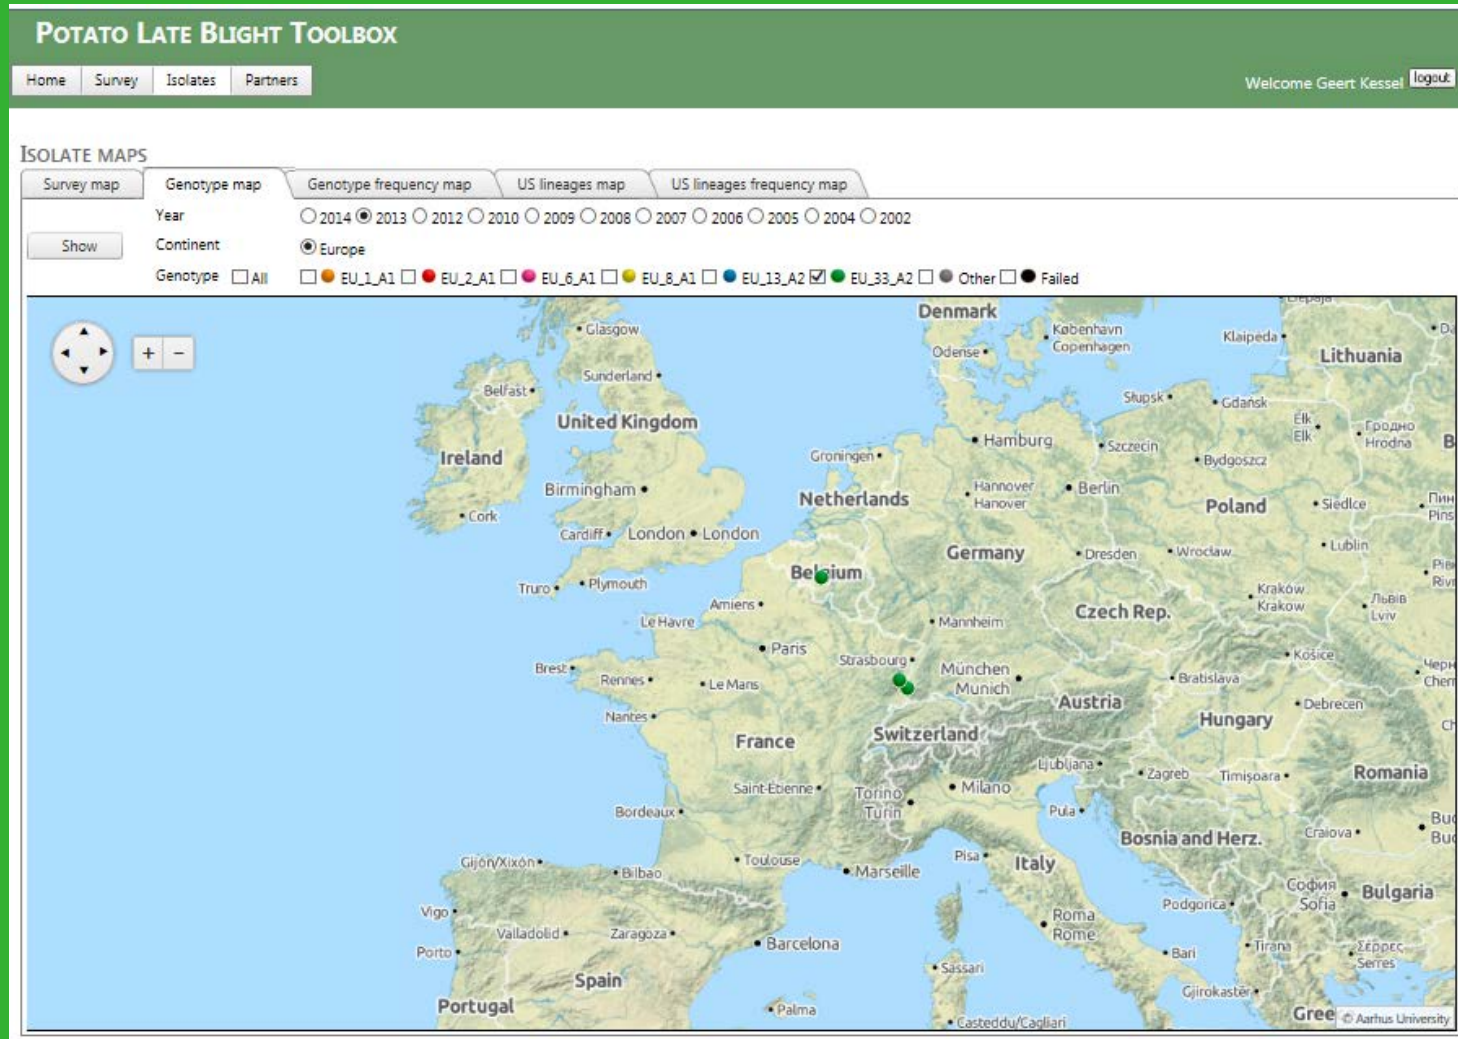 POTATO LATE BLIGHT TOOLBOX
Home Survey Isolates Partners
Welcome Geert Kessel logout
ISOLATE MAPS
Survey map Genotype map Genotype frequency map US lineages map US lineages frequency map
Year 2014 2013 2012 2010 2009 2008 2007 2006 2005 2004 2002
Show Continent Europe
Genotype All EU_1_A1 EU_2_A1 EU_6_A1 EU_8_A1 EU_13_A2 EU_33_A2 Other Failed
Denmark
Glasgow
København
Copenhagen
Klaipėda
Odense
Lithuania
Sunderland
Belfast
Słupsk
Gdańsk
United Kingdom
Ełk
Elk
Гродно
Hrodna
Hamburg
Szczecin
Ireland
Groningen
Bydgoszcz
Birmingham
Hannover
Hanover
Berlin
Netherlands
Poland
Siedlce
Пин
Pins
Cork
Cardiff
London London
Germany
Dresden
Wrocław
Lublin
Belgium
Truro
Plymouth
Amiens
Kraków
Krakow
Львів
Lviv
Czech Rep.
Le Havre
Mannheim
Paris
Strasbourg
Košice
Brest
Rennes
Le Mans
München
Munich
Bratislava
Austria
Debrecen
Nantes
Hungary
France
Switzerland
Ljubljana
Zagreb
Timişoara
Romania
Saint-Étienne
Torino
Turin
Milano
Bordeaux
Pula
Craiova
Bosnia and Herz.
Gijón/Xixón
Bilbao
Toulouse
Marseille
Pisa
Italy
София
Sofia
Bulgaria
Vigo
Podgorica
Valladolid
Zaragoza
Roma
Rome
Barcelona
Porto
Bari
Tirana
Σέρρες
Serres
Sassari
Spain
Gjirokastër
Portugal
Palma
Casteddu/Cagliari
Gree
© Aarhus University